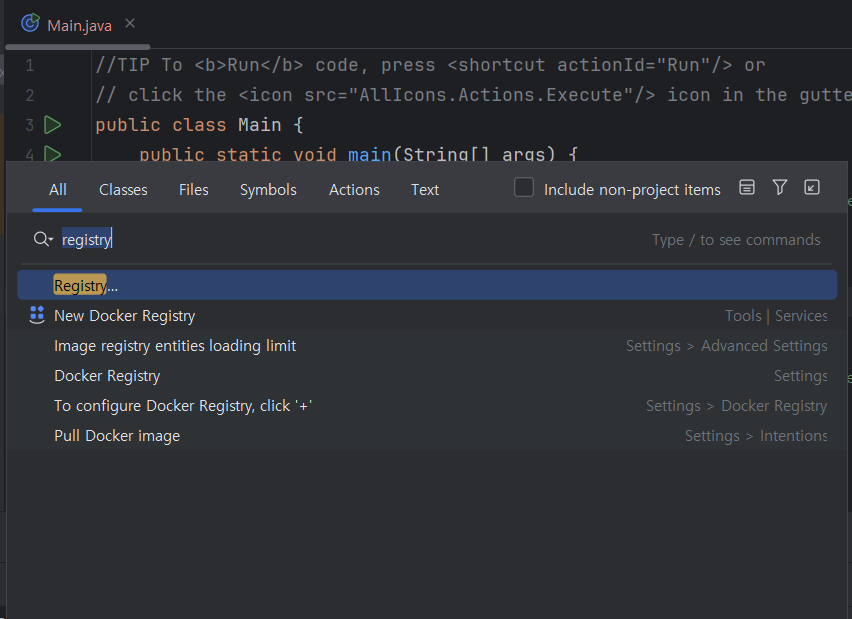 Main.java
1 //TIP To <b>Run</b> code, press <shortcut actionId="Run"/> or
2 // click the <icon src="AllIcons.Actions.Execute"/> icon in the gutte
3 public class Main {
4 public static void main(String[] args) {
All Classes Files Symbols Actions Text Include non-project items
registry Type / to see commands
Registry...
New Docker Registry Tools | Services
Image registry entities loading limit Settings > Advanced Settings
Docker Registry Settings
To configure Docker Registry, click '+' Settings > Docker Registry
Pull Docker image Settings > Intentions